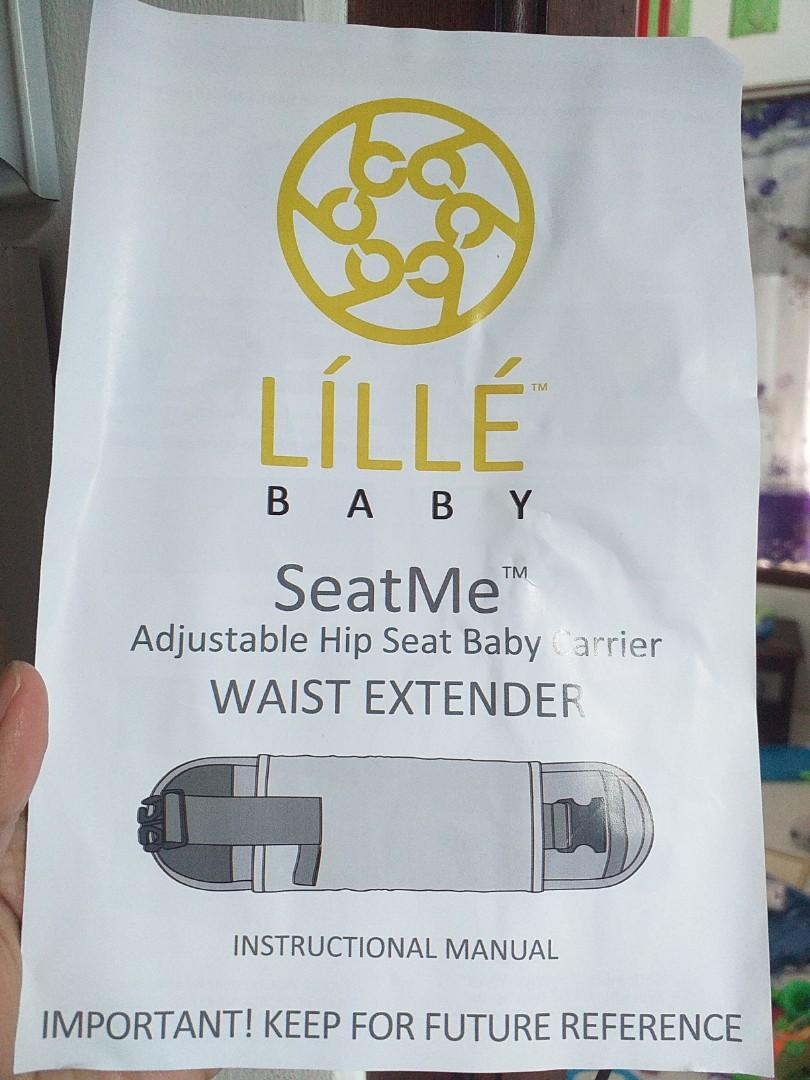 LÍLLÉ™
BABY
SeatMe™
Adjustable Hip Seat Baby Carrier
WAIST EXTENDER
INSTRUCTIONAL MANUAL
IMPORTANT! KEEP FOR FUTURE REFERENCE